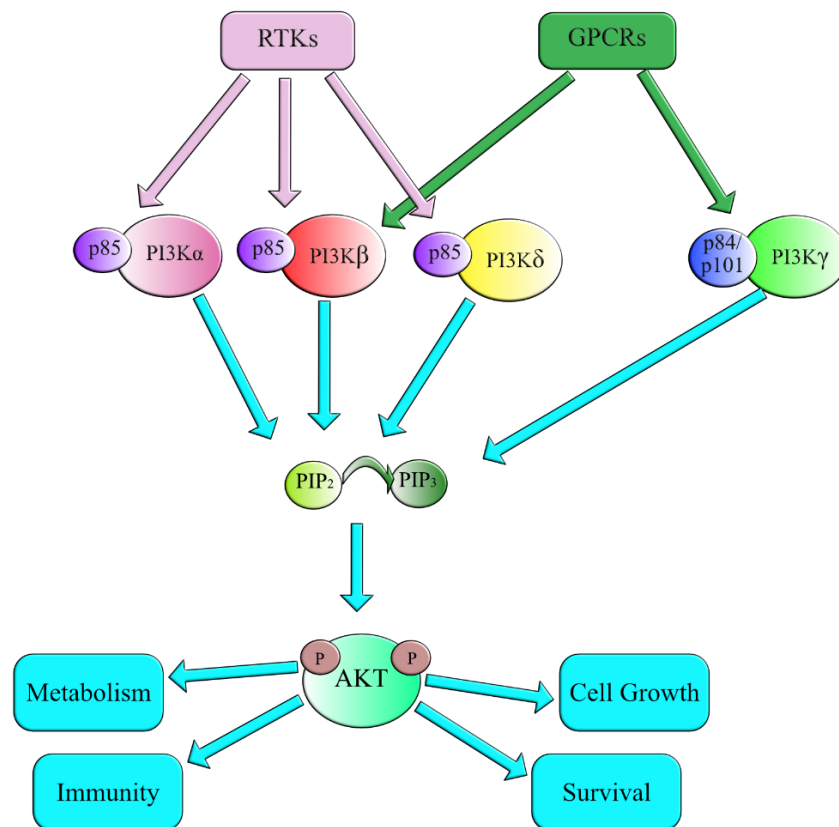 RTKs
GPCRs
p85
PI3Kα
p85
PI3Kβ
p85
PI3Kδ
p84/
p101
PI3Kγ
PIP₂
PIP₃
P
P
AKT
Metabolism
Cell Growth
Immunity
Survival